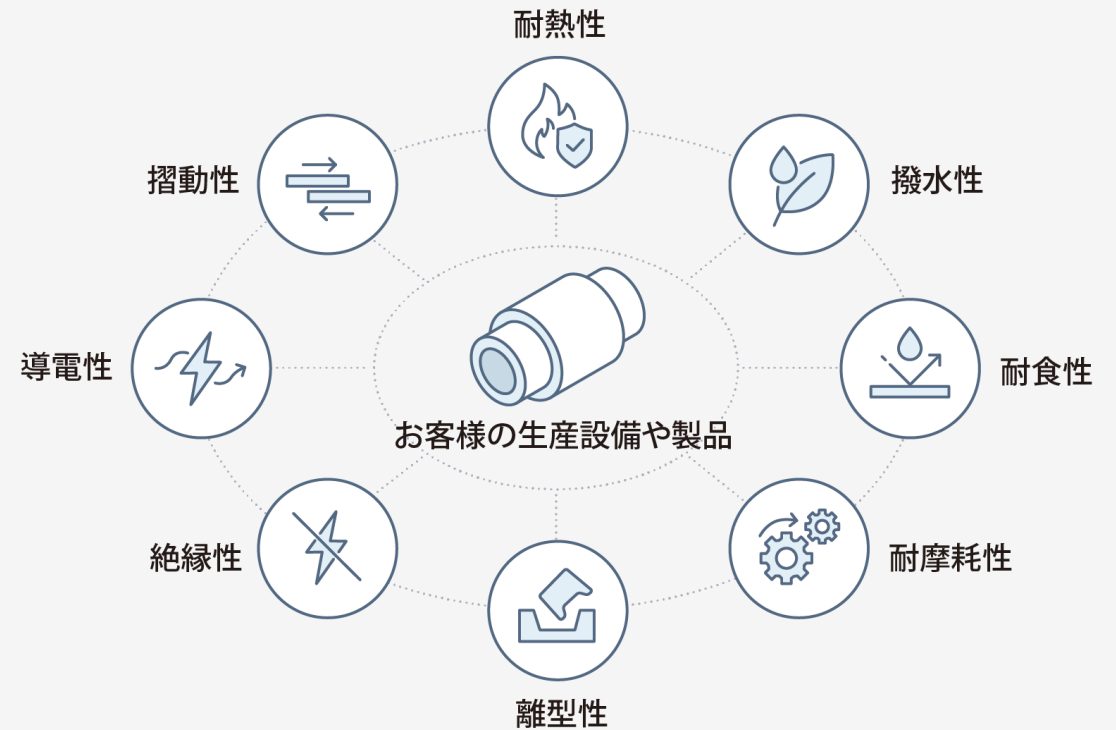 耐熱性
摺動性
撥水性
導電性
耐食性
お客様の生産設備や製品
絶縁性
耐摩耗性
離型性